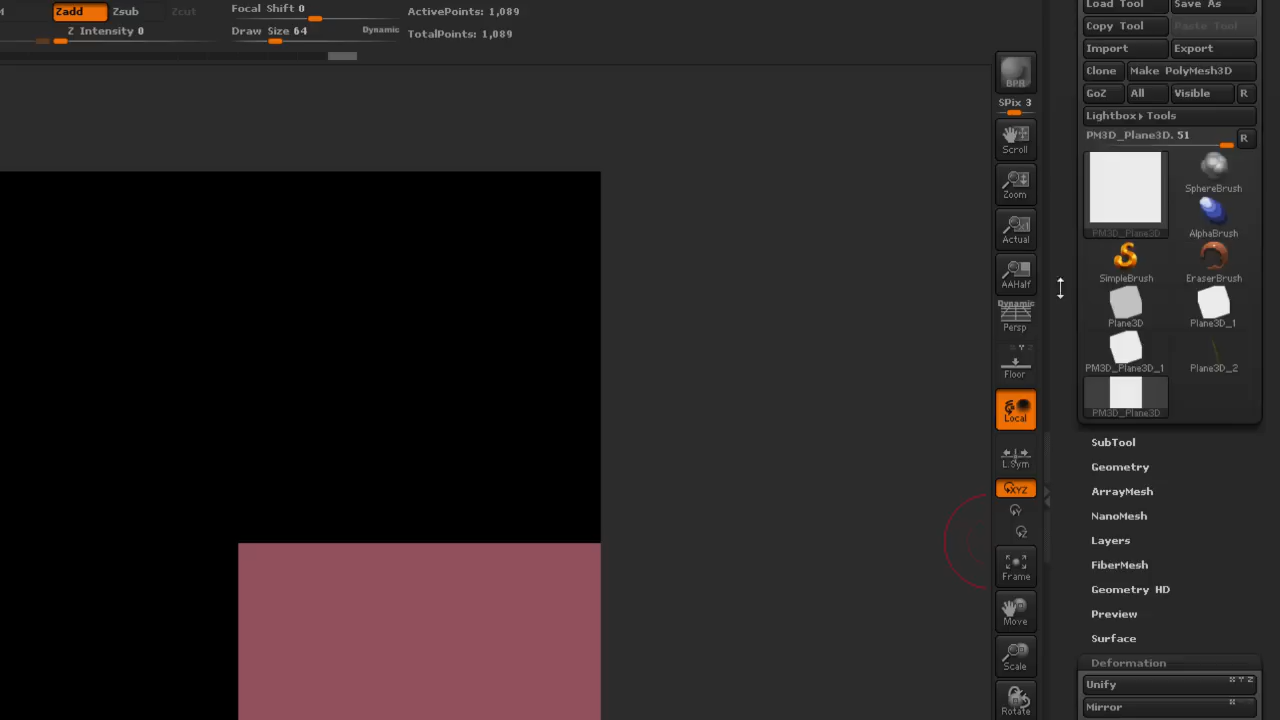 M Zadd Zsub Zcut
Z Intensity 0
Focal Shift 0
Draw Size 64 Dynamic
ActivePoints: 1,089
TotalPoints: 1,089
BPR
SPix 3
Scroll
Zoom
Actual
AAHalf
Dynamic
Persp
Floor
Local
L.Sym
XYZ
Y
Z
Frame
Move
Scale
Rotate
Load Tool Save As
Copy Tool Paste Tool
Import Export
Clone Make PolyMesh3D
GoZ All Visible R
Lightbox▸Tools
PM3D_Plane3D. 51 R
PM3D_Plane3D
SphereBrush
AlphaBrush
SimpleBrush EraserBrush
Plane3D Plane3D_1
PM3D_Plane3D_1 Plane3D_2
PM3D_Plane3D
SubTool
Geometry
ArrayMesh
NanoMesh
Layers
FiberMesh
Geometry HD
Preview
Surface
Deformation
Unify X Y Z
Mirror X